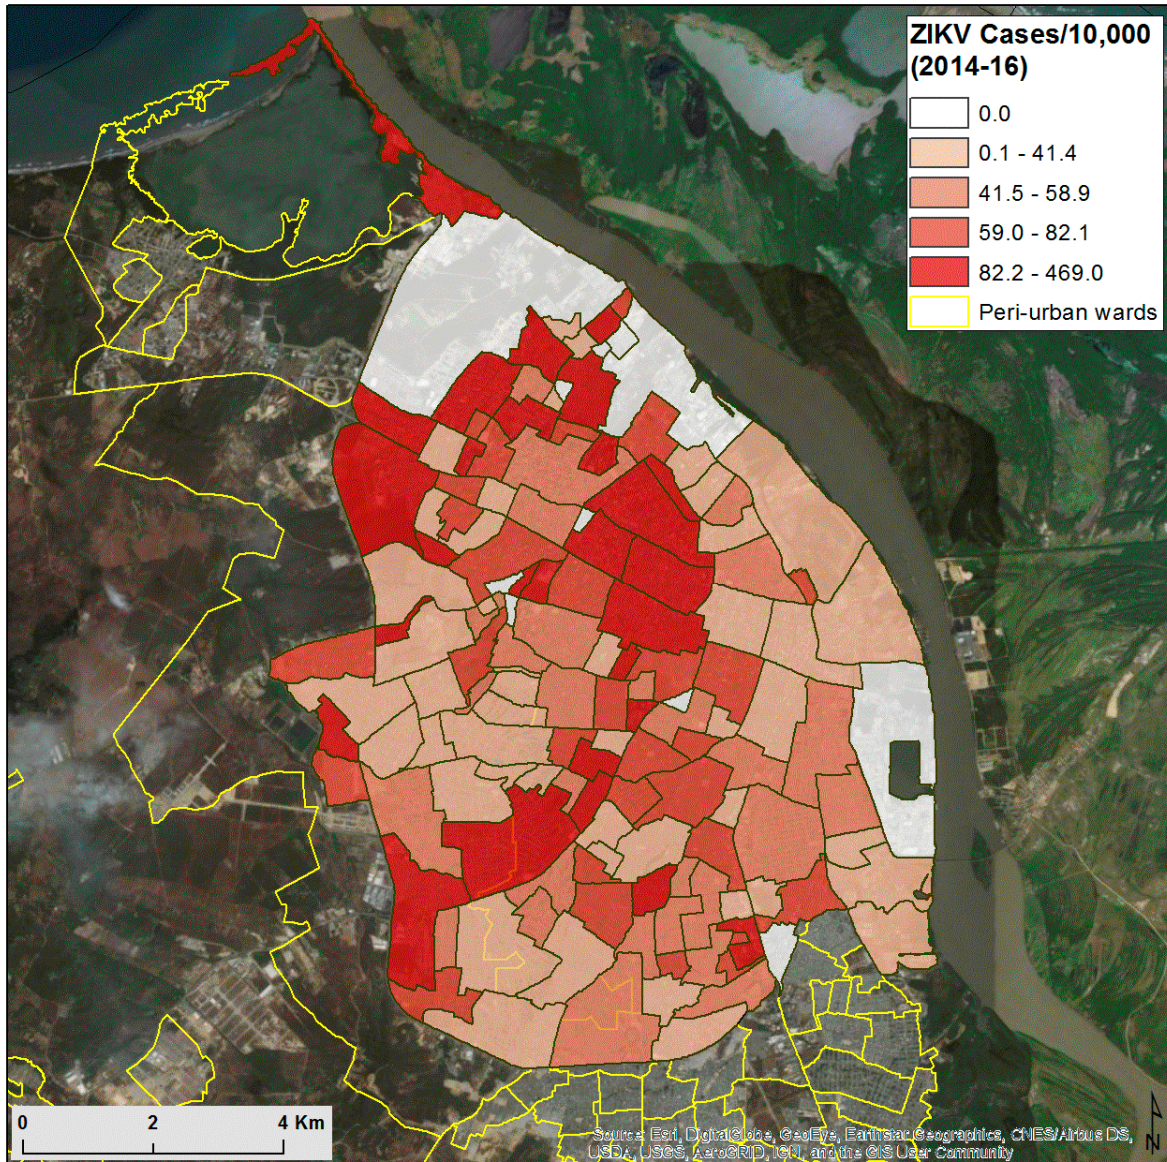 ZIKV Cases/10,000
(2014-16)
0.0
0.1 - 41.4
41.5 - 58.9
59.0 - 82.1
82.2 - 469.0
Peri-urban wards
0 2 4 Km
Source: Esri, DigitalGlobe, GeoEye, Earthstar Geographics, CNES/Airbus DS,
USDA, USGS, AeroGRID, IGN, and the GIS User Community
N